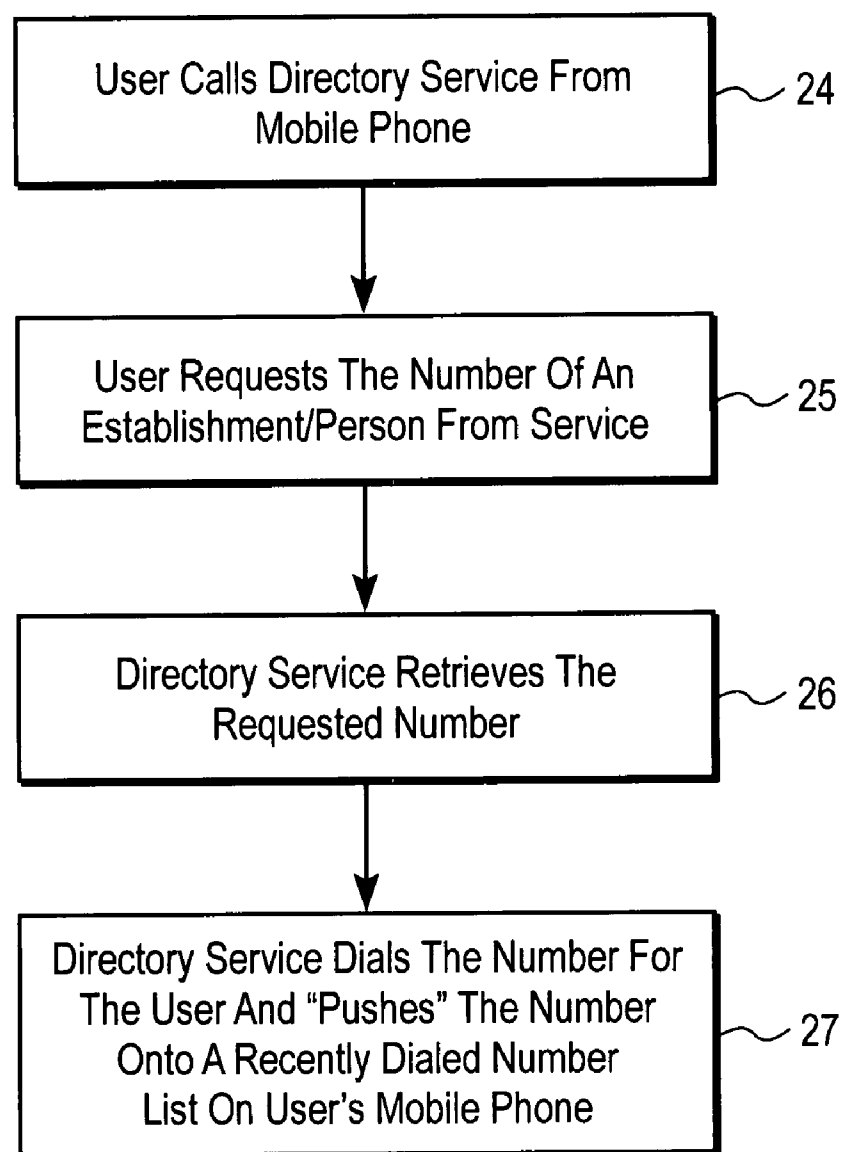 User Calls Directory Service From
Mobile Phone
24
User Requests The Number Of An
Establishment/Person From Service
25
Directory Service Retrieves The
Requested Number
26
Directory Service Dials The Number For
The User And “Pushes” The Number
Onto A Recently Dialed Number
List On User’s Mobile Phone
27